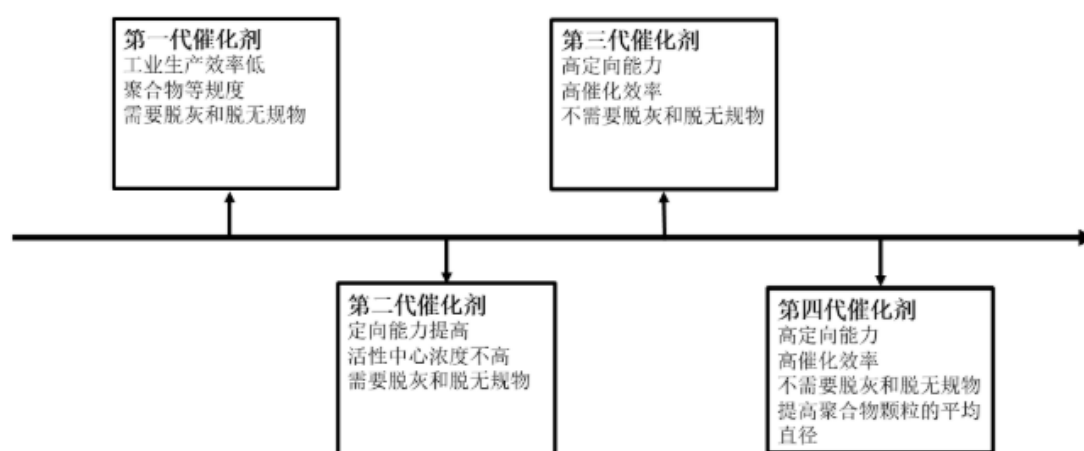 第一代催化剂
工业生产效率低
聚合物等规度
需要脱灰和脱无规物
第三代催化剂
高定向能力
高催化效率
不需要脱灰和脱无规物
第二代催化剂
定向能力提高
活性中心浓度不高
需要脱灰和脱无规物
第四代催化剂
高定向能力
高催化效率
不需要脱灰和脱无规物
提高聚合物颗粒的平均
直径